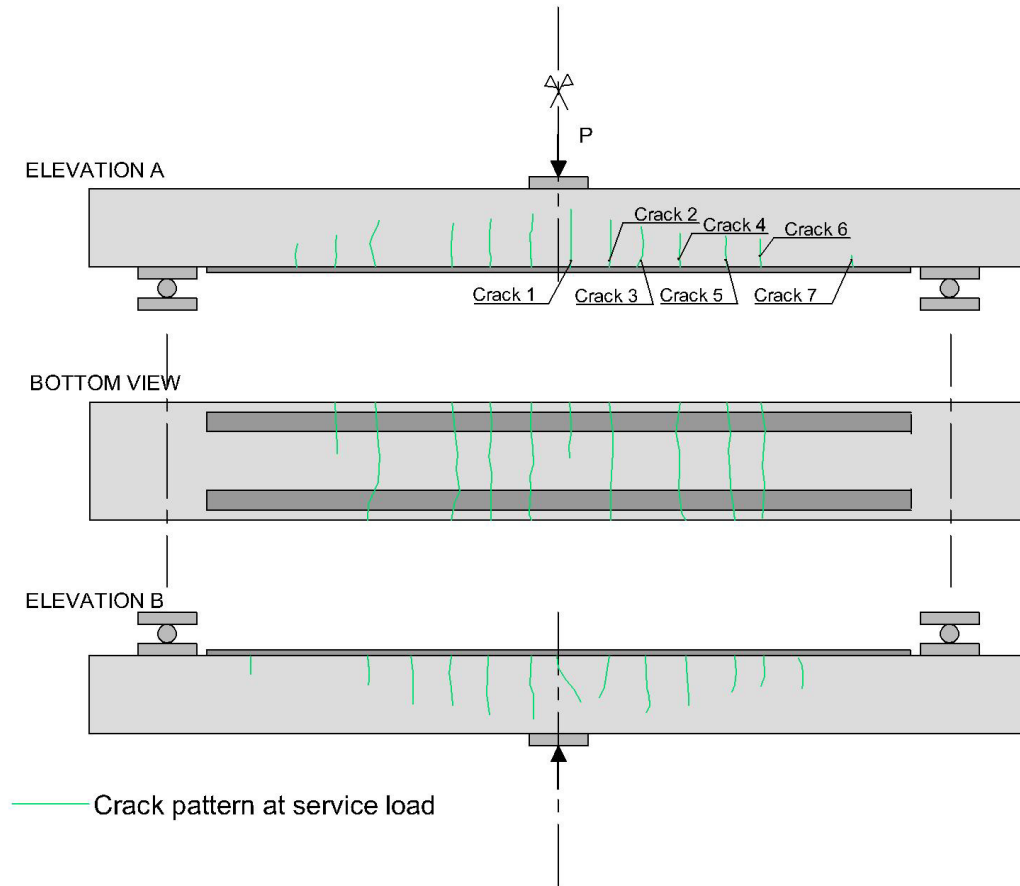 P
ELEVATION A
Crack 2
Crack 4
Crack 6
Crack 1
Crack 3
Crack 5
Crack 7
BOTTOM VIEW
ELEVATION B
Crack pattern at service load